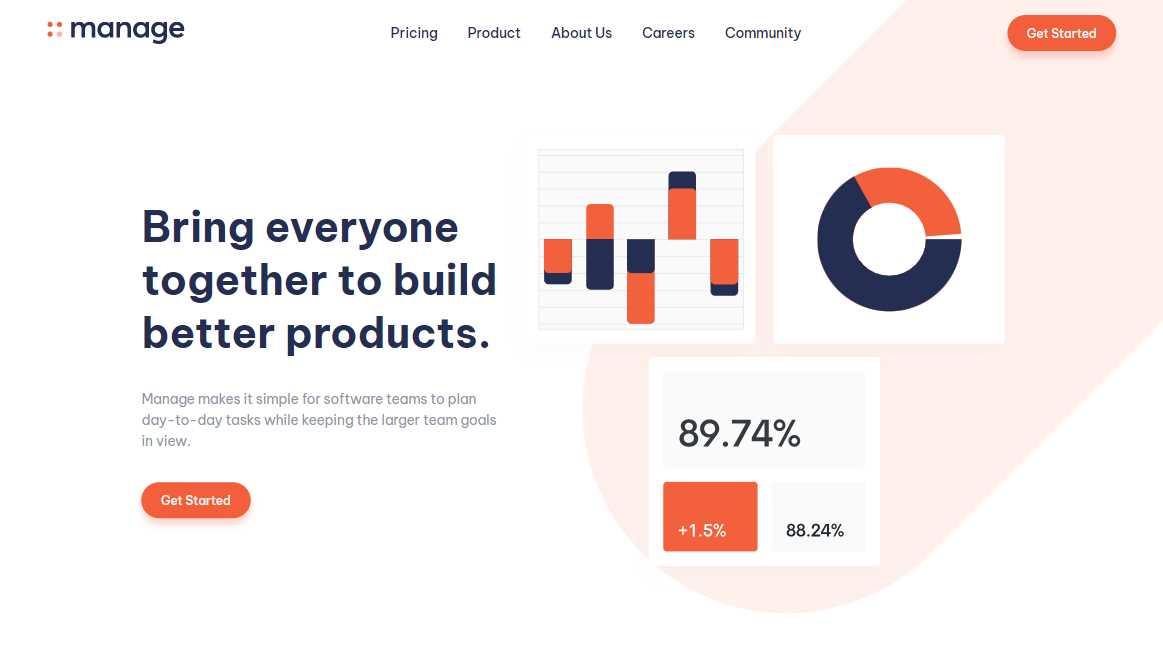 manage
Pricing
Product
About Us
Careers
Community
Get Started
Bring everyone
together to build
better products.
Manage makes it simple for software teams to plan
day-to-day tasks while keeping the larger team goals
in view.
Get Started
89.74%
+1.5%
88.24%